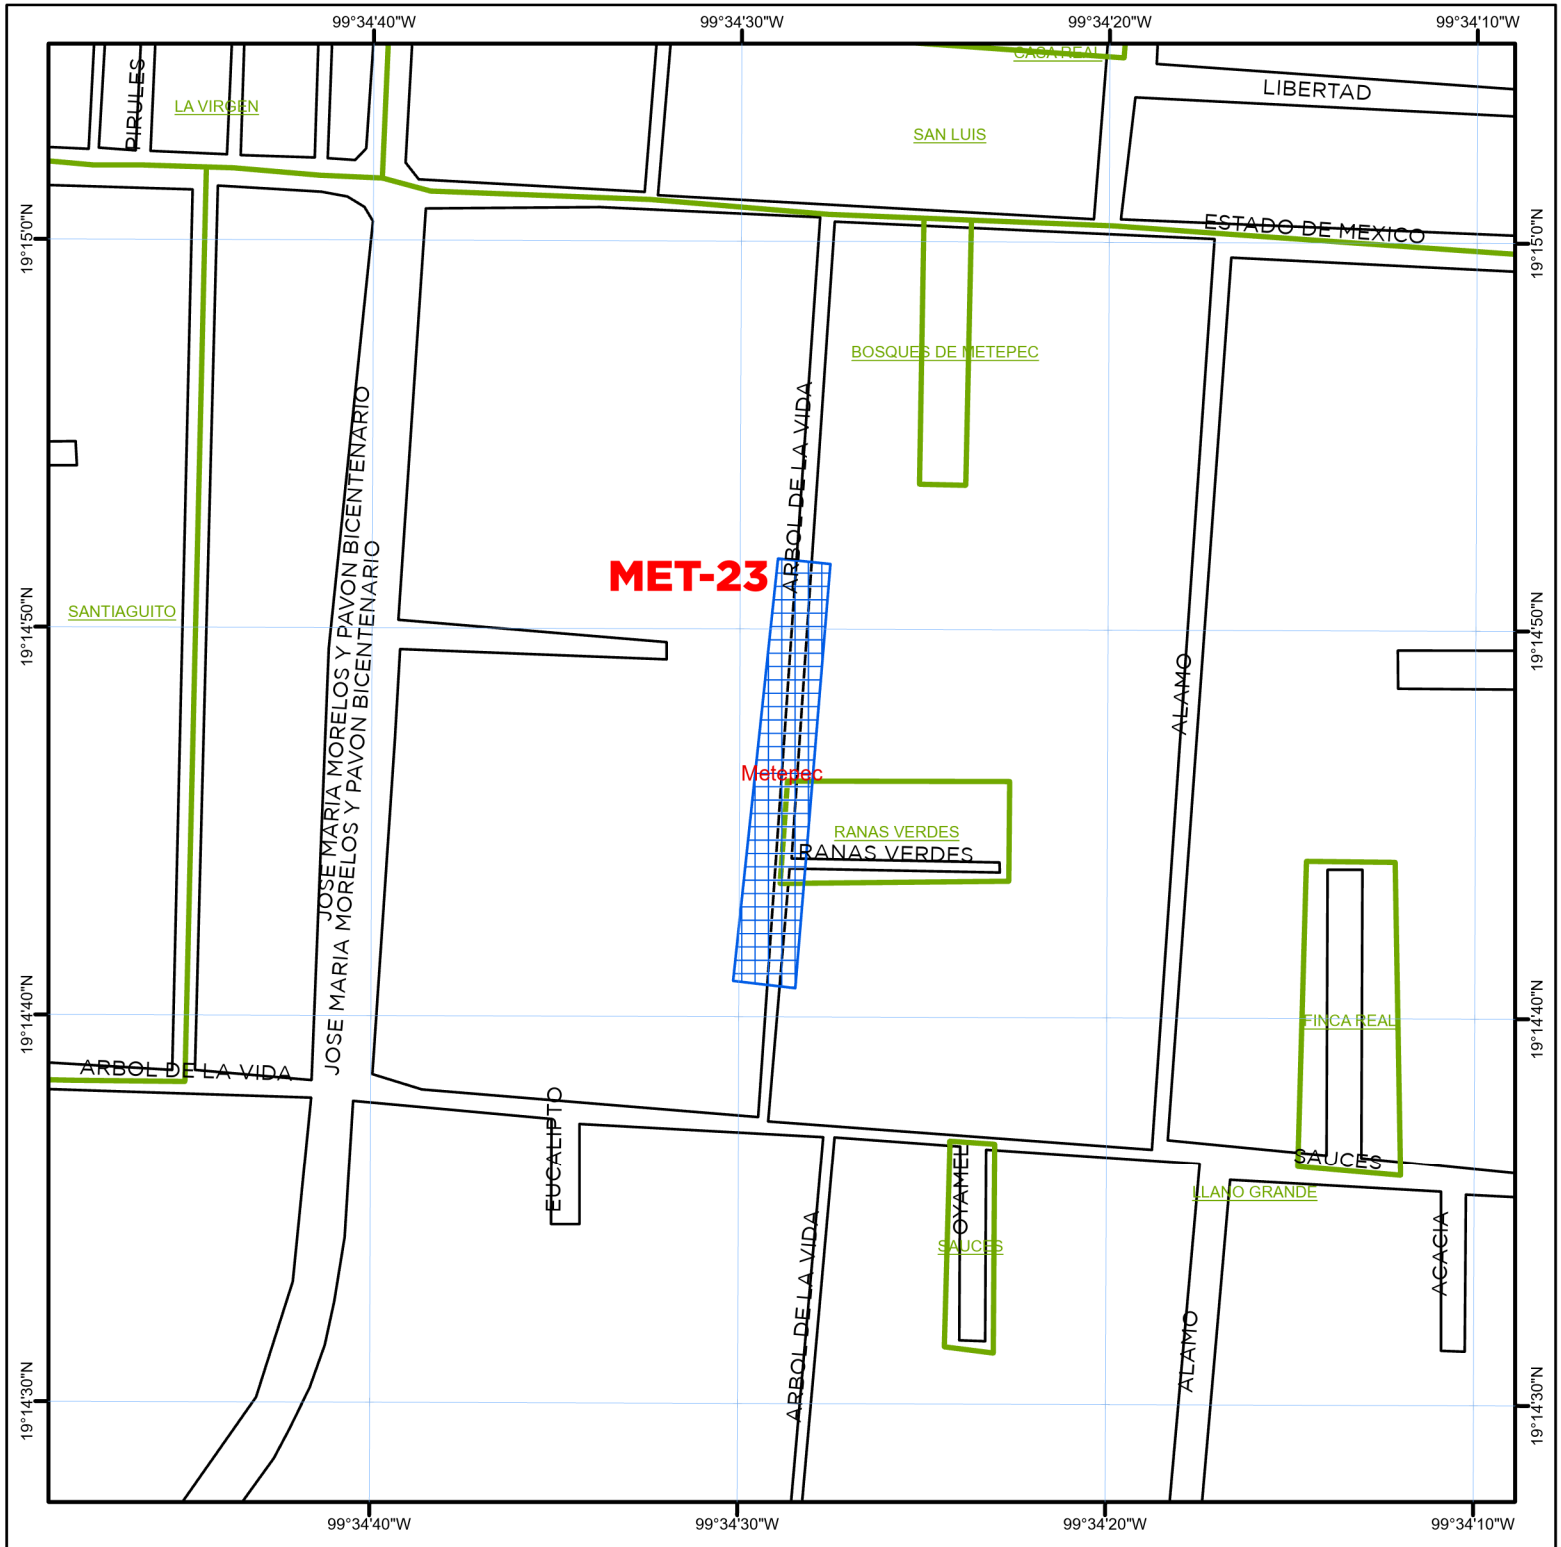 99°34'40"W
99°34'30"W
99°34'20"W
99°34'10"W
CASA REAL
PIRULES
LA VIRGEN
LIBERTAD
SAN LUIS
19°15'0"N
ESTADO DE MEXICO
19°15'0"N
BOSQUES DE METEPEC
ARBOL DE LA VIDA
JOSE MARIA MORELOS Y PAVON BICENTENARIO
JOSE MARIA MORELOS Y PAVON BICENTENARIO
MET-23
19°14'50"N
SANTIAGUITO
19°14'50"N
ALAMO
Metepec
RANAS VERDES
RANAS VERDES
19°14'40"N
FINCA REAL
19°14'40"N
ARBOL DE LA VIDA
EUCALIPTO
OYAMEL
SAUCES
LLANO GRANDE
SAUCES
ACACIA
ARBOL DE LA VIDA
ALAMO
19°14'30"N
19°14'30"N
99°34'40"W
99°34'30"W
99°34'20"W
99°34'10"W